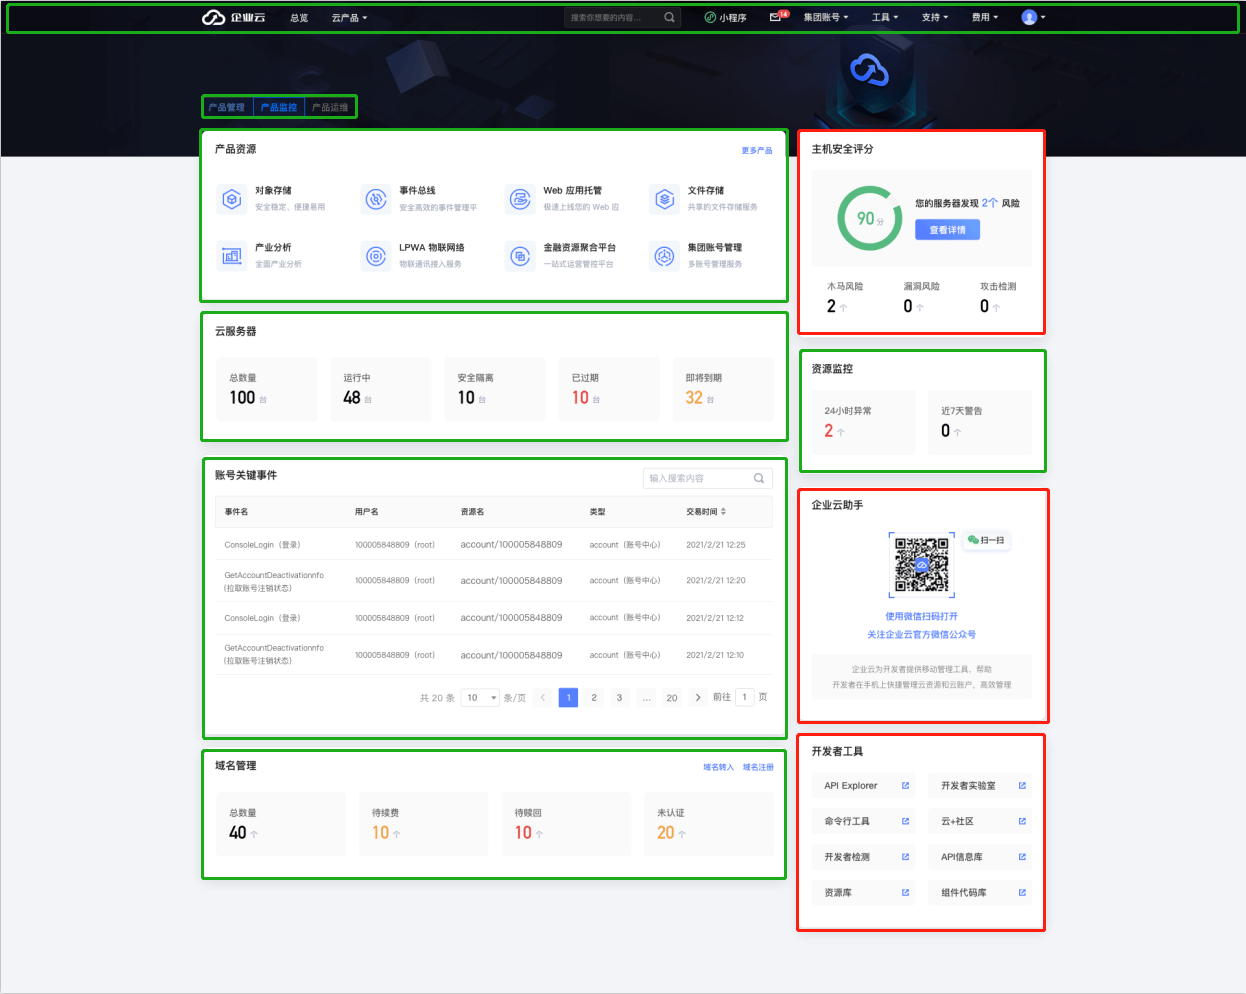 企业云 总览 云产品 搜索你想要的内容... 小程序 14 集团账号 工具 支持 费用
产品管理 产品监控 产品运维
产品资源 更多产品
对象存储
安全稳定、便捷易用
事件总线
安全高效的事件管理平
Web 应用托管
极速上线您的 Web 应
文件存储
共享的文件存储服务
产业分析
全面产业分析
LPWA 物联网络
物联通讯接入服务
金融资源聚合平台
一站式运营管控平台
集团账号管理
多账号管理服务
云服务器
总数量 运行中 安全隔离 已过期 即将到期
100 台 48 台 10 台 10 台 32 台
账号关键事件 输入搜索内容
事件名 用户名 资源名 类型 交易时间
ConsoleLogin（登录） 100005848809（root） account/100005848809 account（账号中心） 2021/2/21 12:25
GetAccountDeactivationnfo
（拉取账号注销状态） 100005848809（root） account/100005848809 account（账号中心） 2021/2/21 12:20
ConsoleLogin（登录） 100005848809（root） account/100005848809 account（账号中心） 2021/2/21 12:12
GetAccountDeactivationnfo
（拉取账号注销状态） 100005848809（root） account/100005848809 account（账号中心） 2021/2/21 12:10
共 20 条 10 条/页 < 1 2 3 ... 20 > 前往 1 页
域名管理 域名转入 域名注册
总数量 待续费 待赎回 未认证
40 个 10 个 10 个 20 个
主机安全评分
90分
您的服务器发现 2个 风险
查看详情
木马风险 漏洞风险 攻击检测
2 个 0 个 0 个
资源监控
24小时异常 近7天警告
2 个 0 个
企业云助手
扫一扫
使用微信扫码打开
关注企业云官方微信公众号
企业云为开发者提供移动管理工具，帮助
开发者在手机上快捷管理云资源和云账户，高效管理
开发者工具
API Explorer 开发者实验室
命令行工具 云+社区
开发者检测 API信息库
资源库 组件代码库